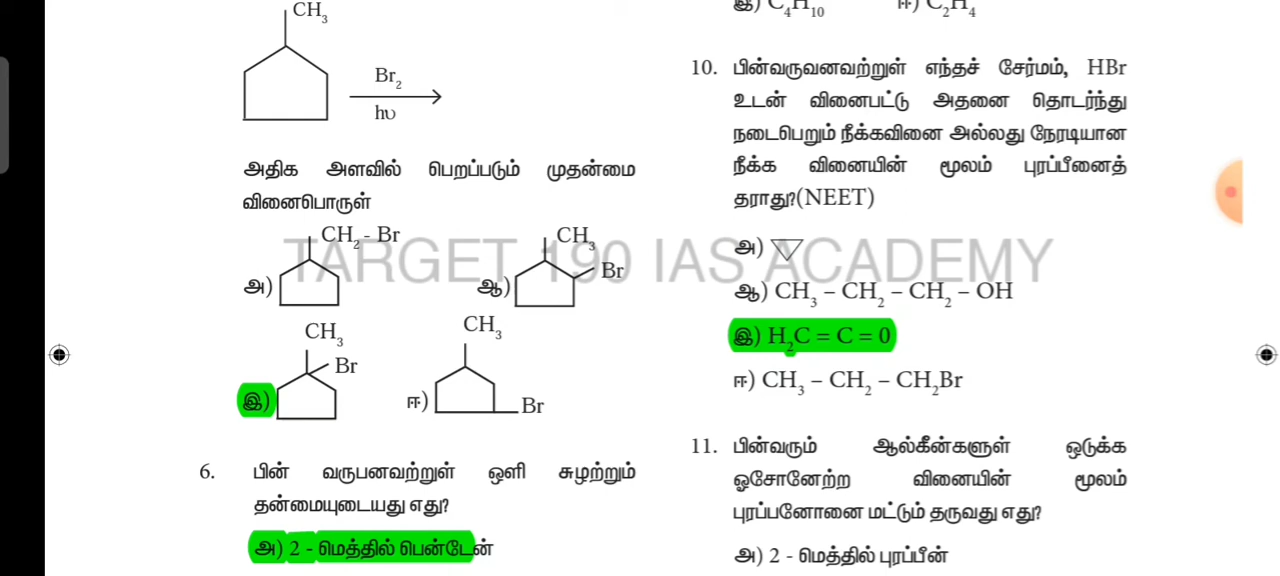 CH3
Br2
hυ
அதிக அளவில் பெறப்படும் முதன்மை
வினைபொருள்
CH2 - Br
CH3
அ)
ஆ)
Br
CH3
CH3
Br
இ)
ஈ)
Br
6. பின் வருபனவற்றுள் ஒளி சுழற்றும்
தன்மையுடையது எது?
அ) 2 - மெத்தில் பென்டேன்
இ) C4H10 ஈ) C2H4
10. பின்வருவனவற்றுள் எந்தச் சேர்மம், HBr
உடன் வினைபட்டு அதனை தொடர்ந்து
நடைபெறும் நீக்கவினை அல்லது நேரடியான
நீக்க வினையின் மூலம் புரப்பீனைத்
தராது?(NEET)
அ)
ஆ) CH3 – CH2 – CH2 – OH
இ) H2C = C = 0
ஈ) CH3 – CH2 – CH2Br
11. பின்வரும் ஆல்கீன்களுள் ஒடுக்க
ஓசோனேற்ற வினையின் மூலம்
புரப்பனோனை மட்டும் தருவது எது?
அ) 2 - மெத்தில் புரப்பீன்
TARGET 190 IAS ACADEMY